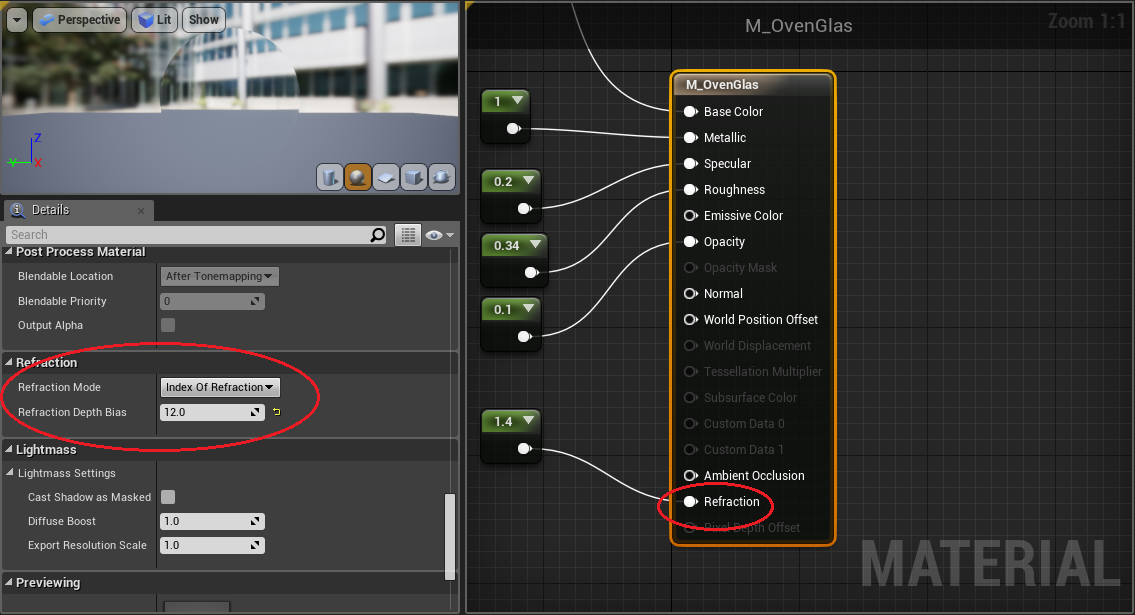 Perspective
Lit
Show
Z
Y
X
Details
Search
Post Process Material
Blendable Location
After Tonemapping
Blendable Priority
0
Output Alpha
Refraction
Refraction Mode
Index Of Refraction
Refraction Depth Bias
12.0
Lightmass
Lightmass Settings
Cast Shadow as Masked
Diffuse Boost
1.0
Export Resolution Scale
1.0
Previewing
M_OvenGlas
Zoom 1:1
1
0.2
0.34
0.1
1.4
M_OvenGlas
Base Color
Metallic
Specular
Roughness
Emissive Color
Opacity
Opacity Mask
Normal
World Position Offset
World Displacement
Tessellation Multiplier
Subsurface Color
Custom Data 0
Custom Data 1
Ambient Occlusion
Refraction
Pixel Depth Offset
MATERIAL